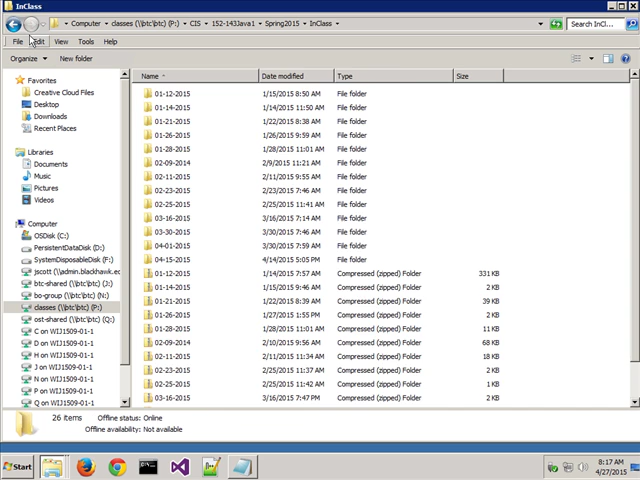 InClass
Computer classes (\\btc\btc) (P:) CIS 152-143Java1 Spring2015 InClass
Search InCl...
File Edit View Tools Help
Organize New folder
Name Date modified Type Size
Favorites
Creative Cloud Files
Desktop
Downloads
Recent Places
Libraries
Documents
Music
Pictures
Videos
Computer
OSDisk (C:)
PersistentDataDisk (D:)
SystemDisposableDisk (F:)
jscott (\\admin.blackhawk.ec
btc-shared (\\btc\btc) (J:)
bo-group (\\btc\btc) (N:)
classes (\\btc\btc) (P:)
ost-shared (\\btc\btc) (Q:)
C on WIJ1509-01-1
D on WIJ1509-01-1
H on WIJ1509-01-1
J on WIJ1509-01-1
N on WIJ1509-01-1
P on WIJ1509-01-1
Q on WIJ1509-01-1
01-12-2015 1/15/2015 8:50 AM File folder
01-14-2015 1/14/2015 11:50 AM File folder
01-21-2015 1/22/2015 8:38 AM File folder
01-26-2015 1/26/2015 9:59 AM File folder
01-28-2015 1/28/2015 11:01 AM File folder
02-09-2014 2/9/2015 11:21 AM File folder
02-11-2015 2/11/2015 9:55 AM File folder
02-23-2015 2/23/2015 7:46 AM File folder
02-25-2015 2/25/2015 11:41 AM File folder
03-16-2015 3/16/2015 7:14 AM File folder
03-30-2015 3/30/2015 7:46 AM File folder
04-01-2015 3/30/2015 7:59 AM File folder
04-15-2015 4/14/2015 5:05 PM File folder
01-12-2015 1/14/2015 7:57 AM Compressed (zipped) Folder 331 KB
01-14-2015 1/15/2015 9:46 AM Compressed (zipped) Folder 2 KB
01-21-2015 1/22/2015 8:39 AM Compressed (zipped) Folder 39 KB
01-26-2015 1/27/2015 1:55 PM Compressed (zipped) Folder 2 KB
01-28-2015 1/28/2015 11:01 AM Compressed (zipped) Folder 11 KB
02-09-2014 2/10/2015 9:56 AM Compressed (zipped) Folder 68 KB
02-11-2015 2/11/2015 11:34 AM Compressed (zipped) Folder 18 KB
02-23-2015 2/25/2015 11:37 AM Compressed (zipped) Folder 2 KB
02-25-2015 2/25/2015 11:42 AM Compressed (zipped) Folder 1 KB
03-16-2015 3/16/2015 7:47 PM Compressed (zipped) Folder 2 KB
26 items Offline status: Online
Offline availability: Not available
Start
8:17 AM
4/27/2015